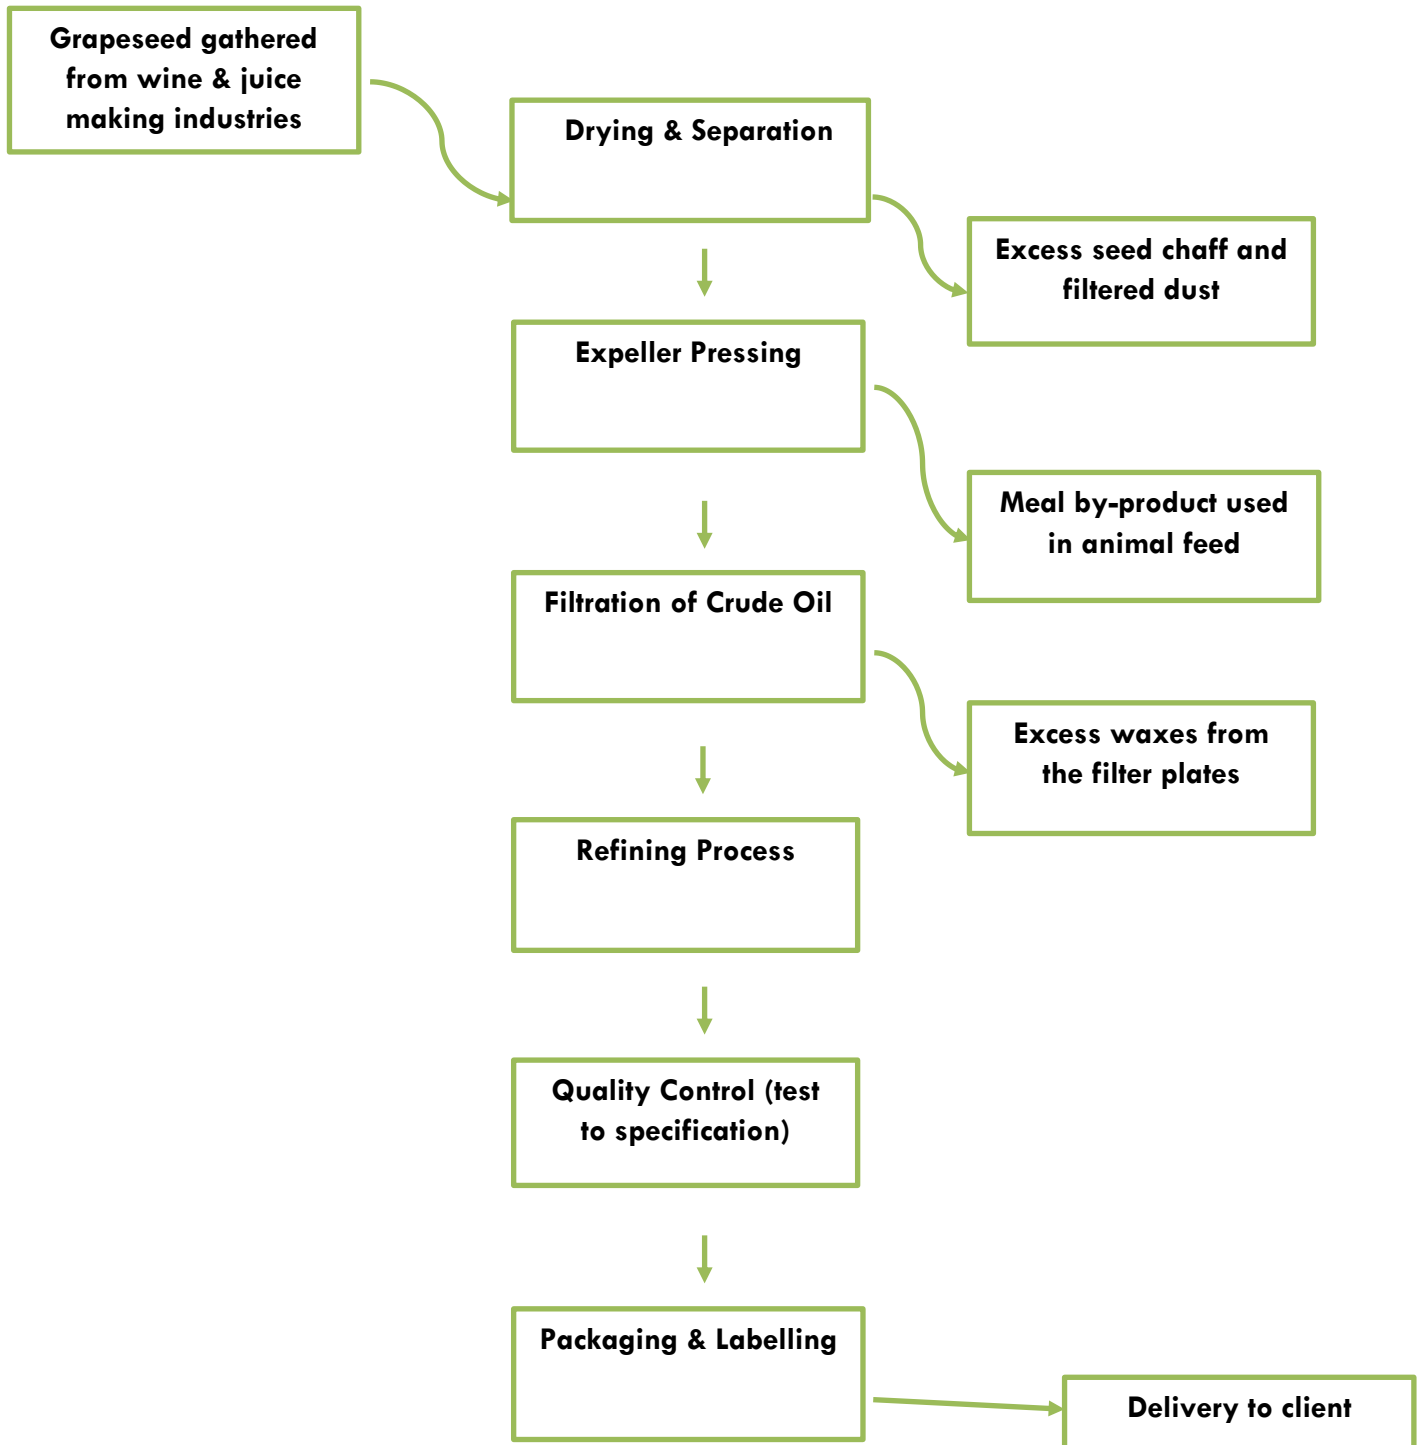 Grapeseed gathered
from wine & juice
making industries
Drying & Separation
Excess seed chaff and
filtered dust
Expeller Pressing
Meal by-product used
in animal feed
Filtration of Crude Oil
Excess waxes from
the filter plates
Refining Process
Quality Control (test
to specification)
Packaging & Labelling
Delivery to client